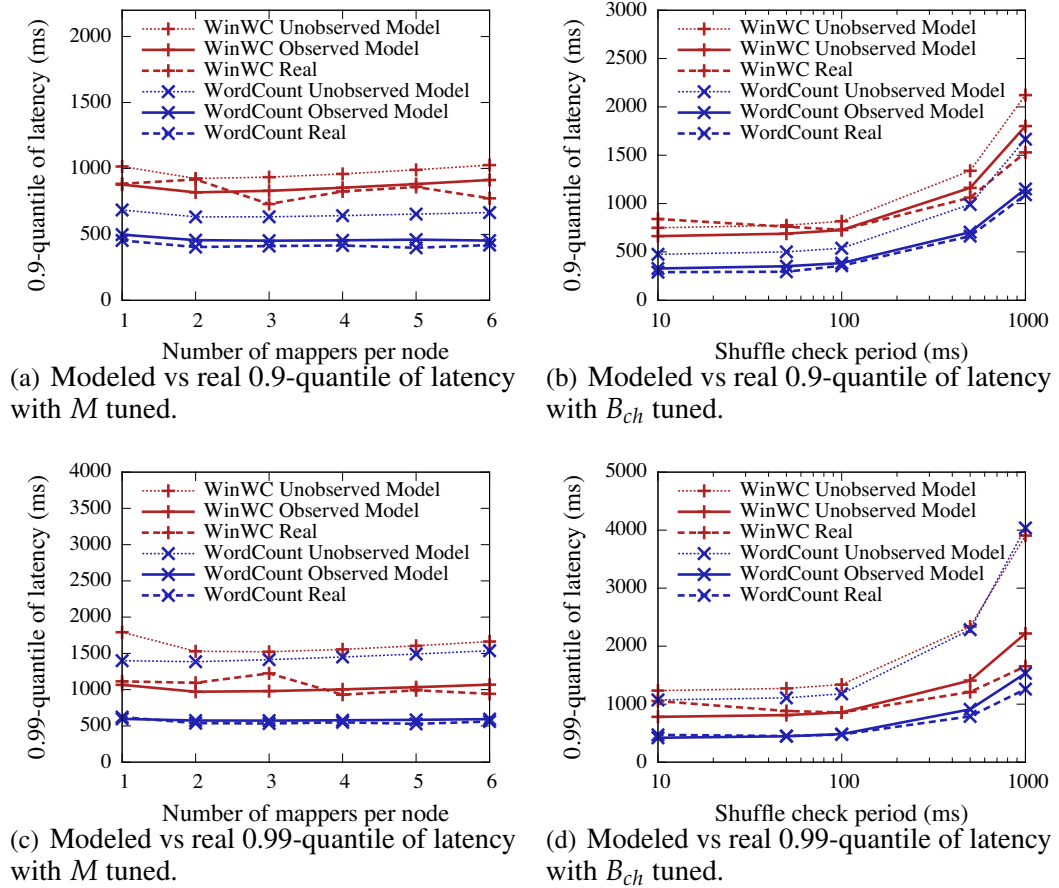 0.9-quantile of latency (ms)
2000
1500
1000
500
0
WinWC Unobserved Model
WinWC Observed Model
WinWC Real
WordCount Unobserved Model
WordCount Observed Model
WordCount Real
1 2 3 4 5 6
Number of mappers per node
(a) Modeled vs real 0.9-quantile of latency
with M tuned.
0.9-quantile of latency (ms)
3000
2500
2000
1500
1000
500
0
WinWC Unobserved Model
WinWC Unobserved Model
WinWC Real
WordCount Unobserved Model
WordCount Observed Model
WordCount Real
10 100 1000
Shuffle check period (ms)
(b) Modeled vs real 0.9-quantile of latency
with Bch tuned.
0.99-quantile of latency (ms)
4000
3500
3000
2500
2000
1500
1000
500
0
WinWC Unobserved Model
WinWC Observed Model
WinWC Real
WordCount Unobserved Model
WordCount Observed Model
WordCount Real
1 2 3 4 5 6
Number of mappers per node
(c) Modeled vs real 0.99-quantile of latency
with M tuned.
0.99-quantile of latency (ms)
5000
4000
3000
2000
1000
0
WinWC Unobserved Model
WinWC Unobserved Model
WinWC Real
WordCount Unobserved Model
WordCount Observed Model
WordCount Real
10 100 1000
Shuffle check period (ms)
(d) Modeled vs real 0.99-quantile of latency
with Bch tuned.